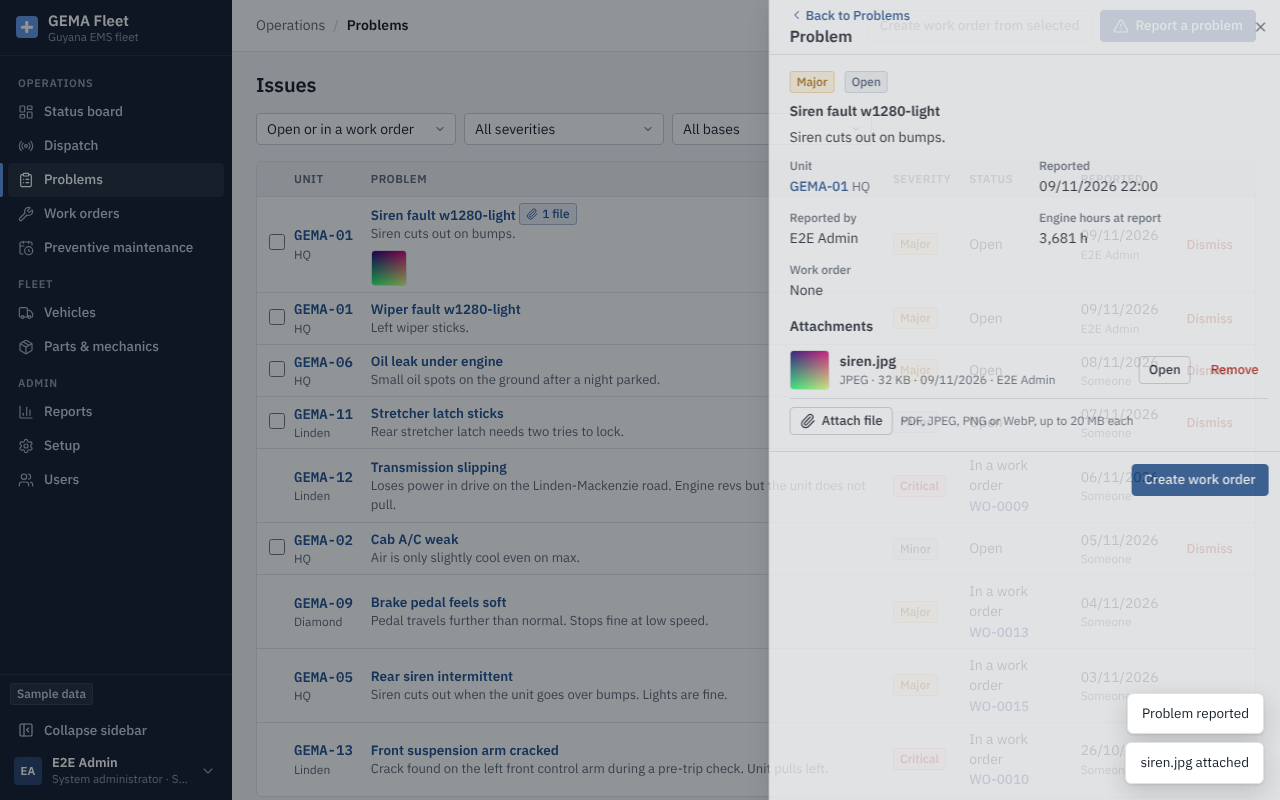 GEMA Fleet
Guyana EMS fleet
OPERATIONS
Status board
Dispatch
Problems
Work orders
Preventive maintenance
FLEET
Vehicles
Parts & mechanics
ADMIN
Reports
Setup
Users
Sample data
Collapse sidebar
EA
E2E Admin
System administrator · S...
Operations / Problems
Create work order from selected
Report a problem
Issues
Open or in a work order
All severities
All bases
UNIT PROBLEM SEVERITY STATUS REPORTED
GEMA-01
HQ
Siren fault w1280-light 1 file
Siren cuts out on bumps.
Major
Open
09/11/2026
E2E Admin
Dismiss
GEMA-01
HQ
Wiper fault w1280-light
Left wiper sticks.
Major
Open
09/11/2026
E2E Admin
Dismiss
GEMA-06
HQ
Oil leak under engine
Small oil spots on the ground after a night parked.
Major
Open
08/11/2026
Someone
Dismiss
GEMA-11
Linden
Stretcher latch sticks
Rear stretcher latch needs two tries to lock.
Open
07/11/2026
Someone
Dismiss
GEMA-12
Linden
Transmission slipping
Loses power in drive on the Linden-Mackenzie road. Engine revs but the unit does not
pull.
Critical
In a work
order
WO-0009
06/11/2026
Someone
GEMA-02
HQ
Cab A/C weak
Air is only slightly cool even on max.
Minor
Open
05/11/2026
Someone
Dismiss
GEMA-09
Diamond
Brake pedal feels soft
Pedal travels further than normal. Stops fine at low speed.
Major
In a work
order
WO-0013
04/11/2026
Someone
GEMA-05
HQ
Rear siren intermittent
Siren cuts out when the unit goes over bumps. Lights are fine.
Major
In a work
order
WO-0015
03/11/2026
Someone
GEMA-13
Linden
Front suspension arm cracked
Crack found on the left front control arm during a pre-trip check. Unit pulls left.
Critical
In a work
order
WO-0010
26/10/
Someone
Back to Problems
Problem
Major
Open
Siren fault w1280-light
Siren cuts out on bumps.
Unit
GEMA-01 HQ
Reported
09/11/2026 22:00
Reported by
E2E Admin
Engine hours at report
3,681 h
Work order
None
Attachments
siren.jpg
JPEG · 32 KB · 09/11/2026 · E2E Admin
Open
Remove
Attach file
PDF, JPEG, PNG or WebP, up to 20 MB each
Create work order
Problem reported
siren.jpg attached